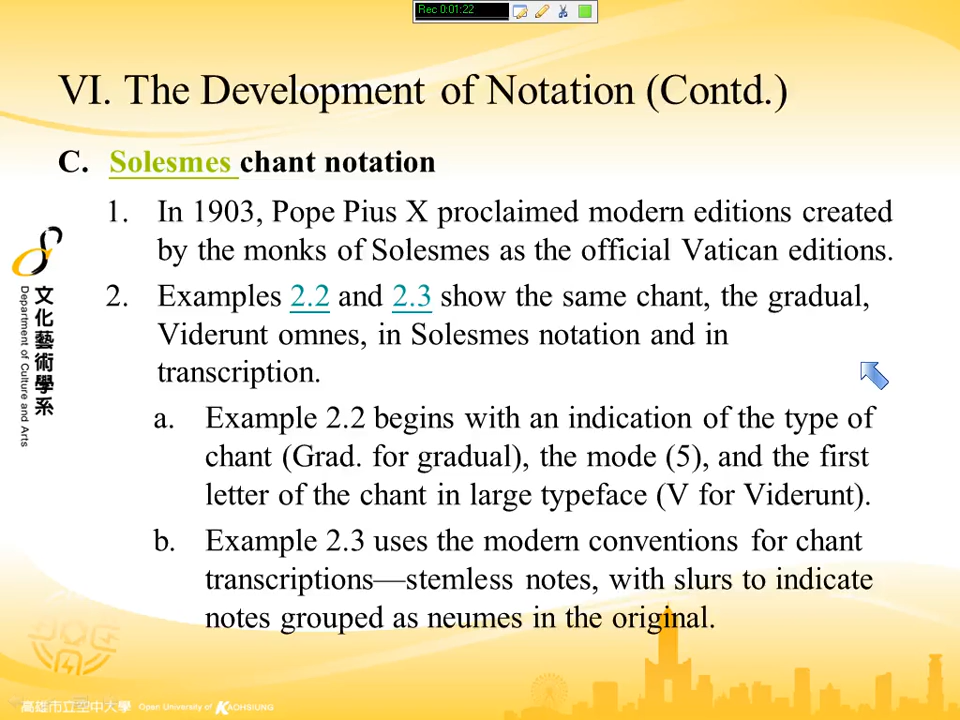 Rec 0:01:22
VI. The Development of Notation (Contd.)
C. Solesmes chant notation
1. In 1903, Pope Pius X proclaimed modern editions created
by the monks of Solesmes as the official Vatican editions.
2. Examples 2.2 and 2.3 show the same chant, the gradual,
Viderunt omnes, in Solesmes notation and in
transcription.
a. Example 2.2 begins with an indication of the type of
chant (Grad. for gradual), the mode (5), and the first
letter of the chant in large typeface (V for Viderunt).
b. Example 2.3 uses the modern conventions for chant
transcriptions—stemless notes, with slurs to indicate
notes grouped as neumes in the original.
文化藝術學系
Department of Culture and Arts
高雄市立空中大學 Open University of KAOHSIUNG